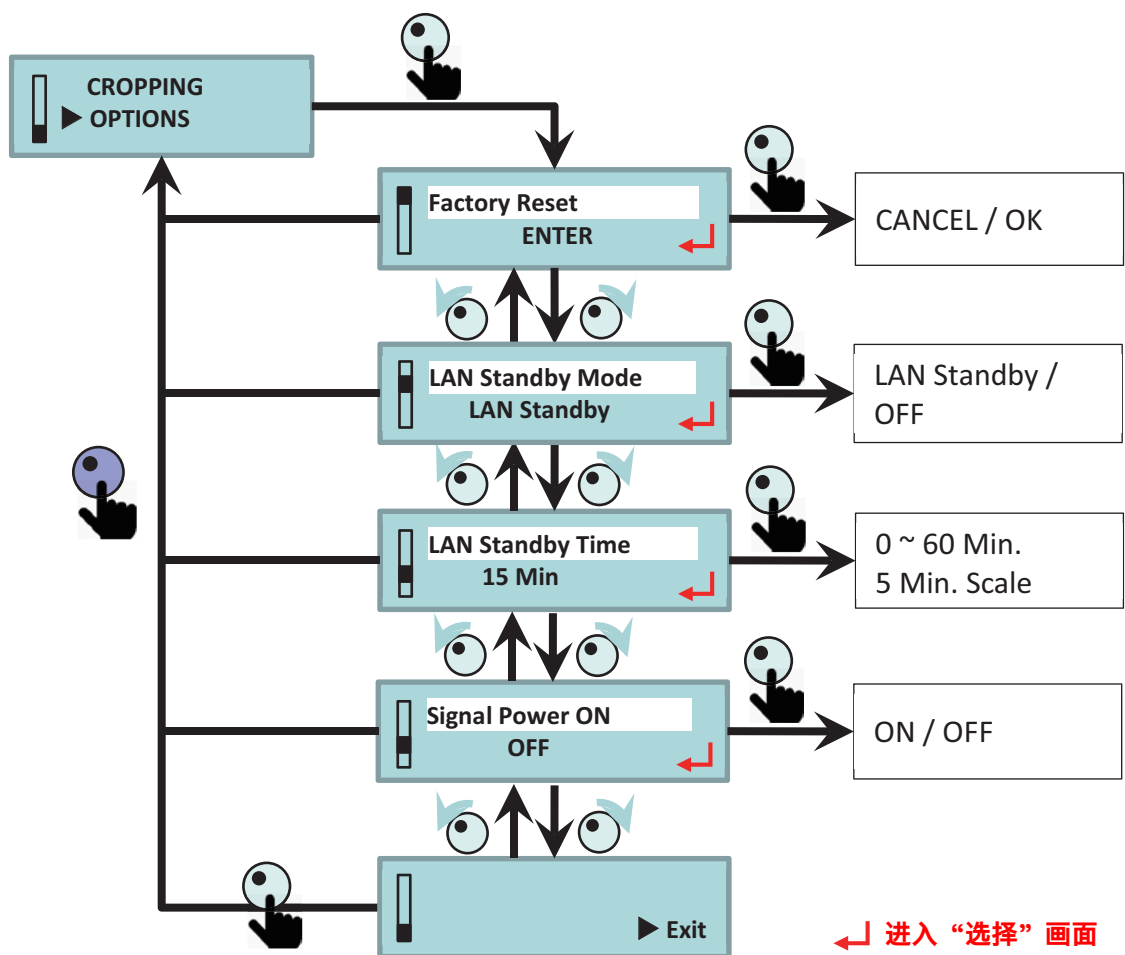 CROPPING
▶ OPTIONS
Factory Reset
ENTER
CANCEL / OK
LAN Standby Mode
LAN Standby
LAN Standby /
OFF
LAN Standby Time
15 Min
0 ~ 60 Min.
5 Min. Scale
Signal Power ON
OFF
ON / OFF
▶ Exit
进入“选择”画面